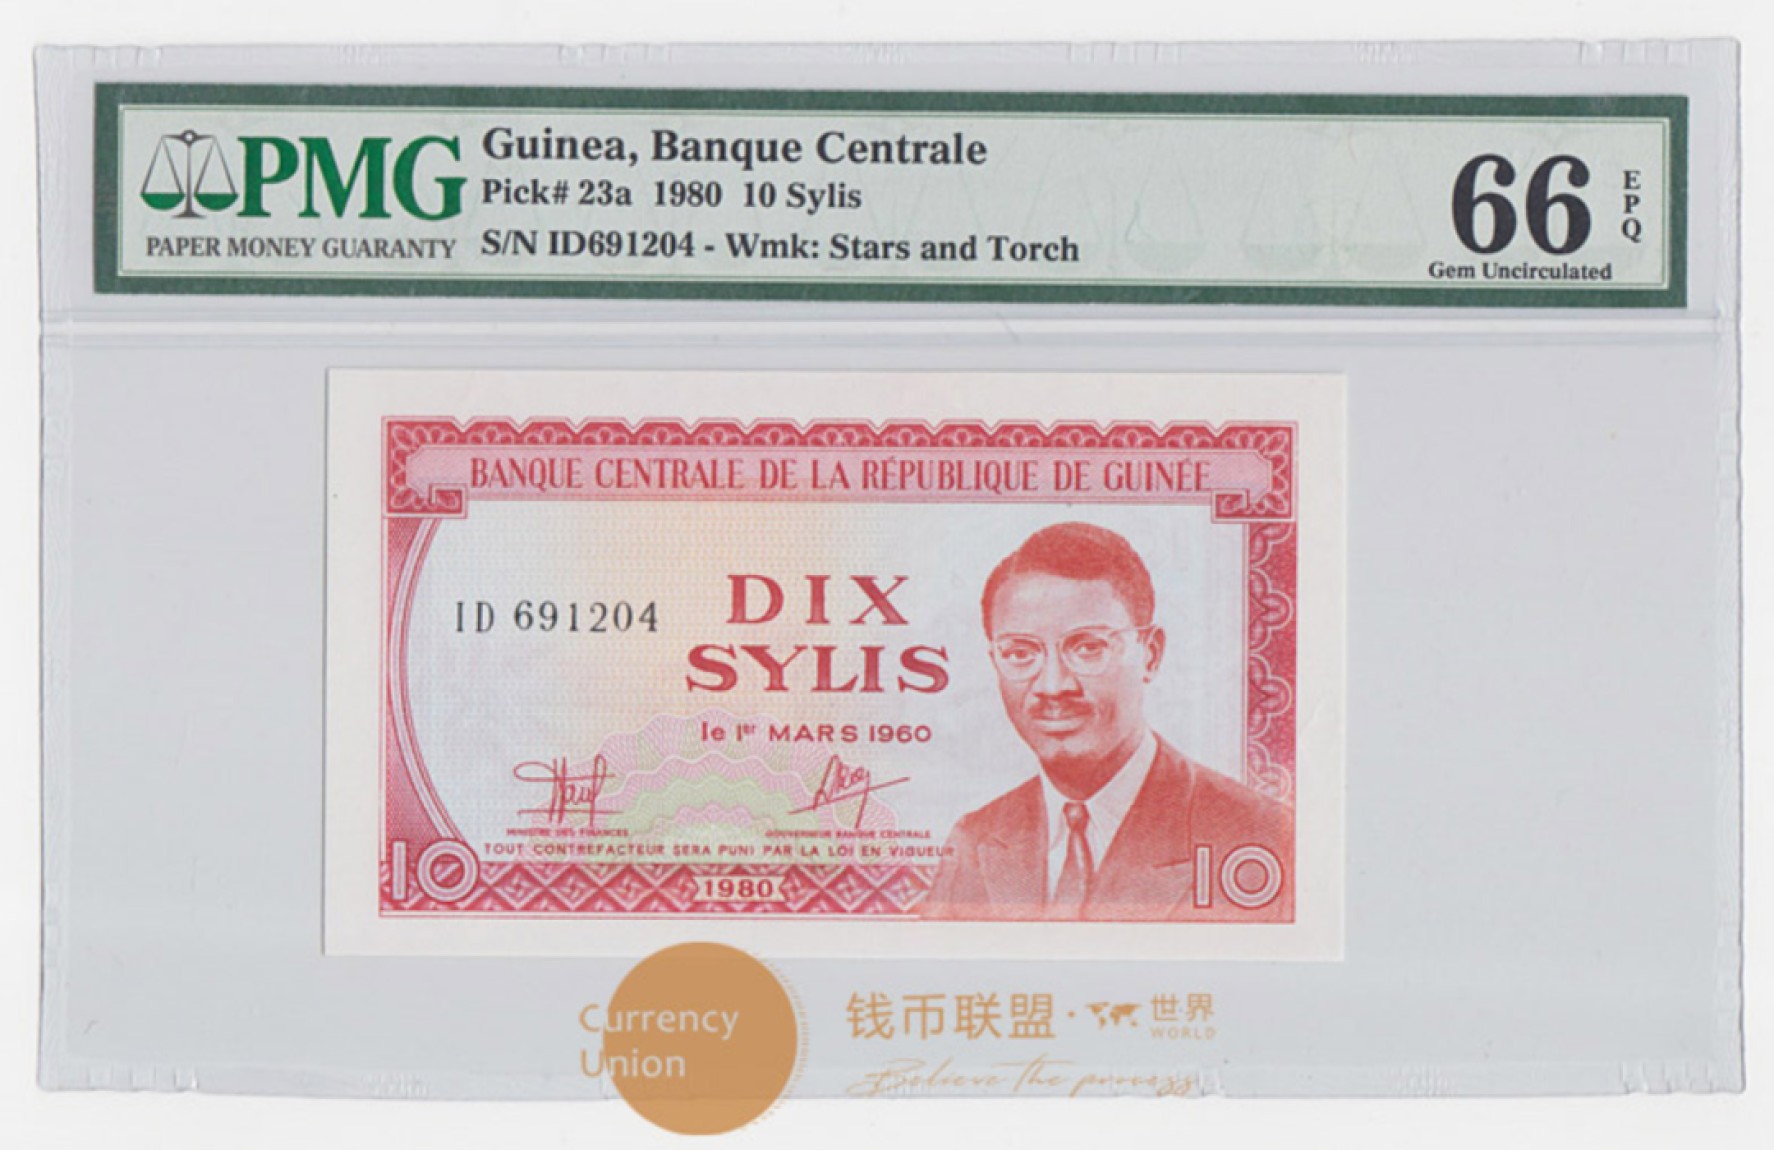 PMG
PAPER MONEY GUARANTY
Guinea, Banque Centrale
Pick# 23a 1980 10 Sylis
S/N ID691204 - Wmk: Stars and Torch
66
EPQ
Gem Uncirculated
BANQUE CENTRALE DE LA RÉPUBLIQUE DE GUINÉE
ID 691204
DIX
SYLIS
le 1er MARS 1960
MINISTRE DES FINANCES
GOUVERNEUR BANQUE CENTRALE
TOUT CONTREFACTEUR SERA PUNI PAR LA LOI EN VIGUEUR
10
1980
10
Currency
Union
钱币联盟·世界
WORLD
Believe the process